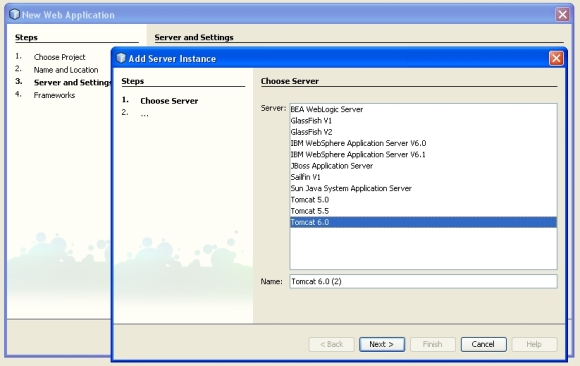 New Web Application
Steps
Server and Settings
1. Choose Project
2. Name and Location
3. Server and Settings
4. Frameworks
Add Server Instance
Steps
1. Choose Server
2. ...
Choose Server
Server:
BEA WebLogic Server
GlassFish V1
GlassFish V2
IBM WebSphere Application Server V6.0
IBM WebSphere Application Server V6.1
JBoss Application Server
Sailfin V1
Sun Java System Application Server
Tomcat 5.0
Tomcat 5.5
Tomcat 6.0
Name: Tomcat 6.0 (2)
< Back Next > Finish Cancel Help